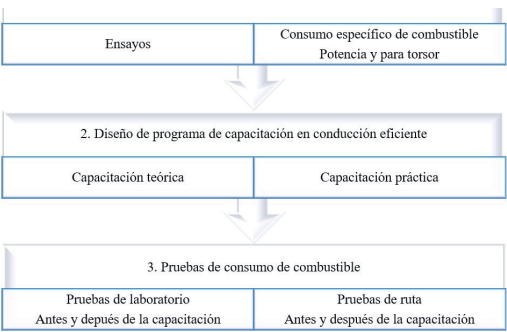 Ensayos
Consumo específico de combustible
Potencia y para torsor
2. Diseño de programa de capacitación en conducción eficiente
Capacitación teórica
Capacitación práctica
3. Pruebas de consumo de combustible
Pruebas de laboratorio
Antes y depués de la capacitación
Pruebas de ruta
Antes y después de la capacitación